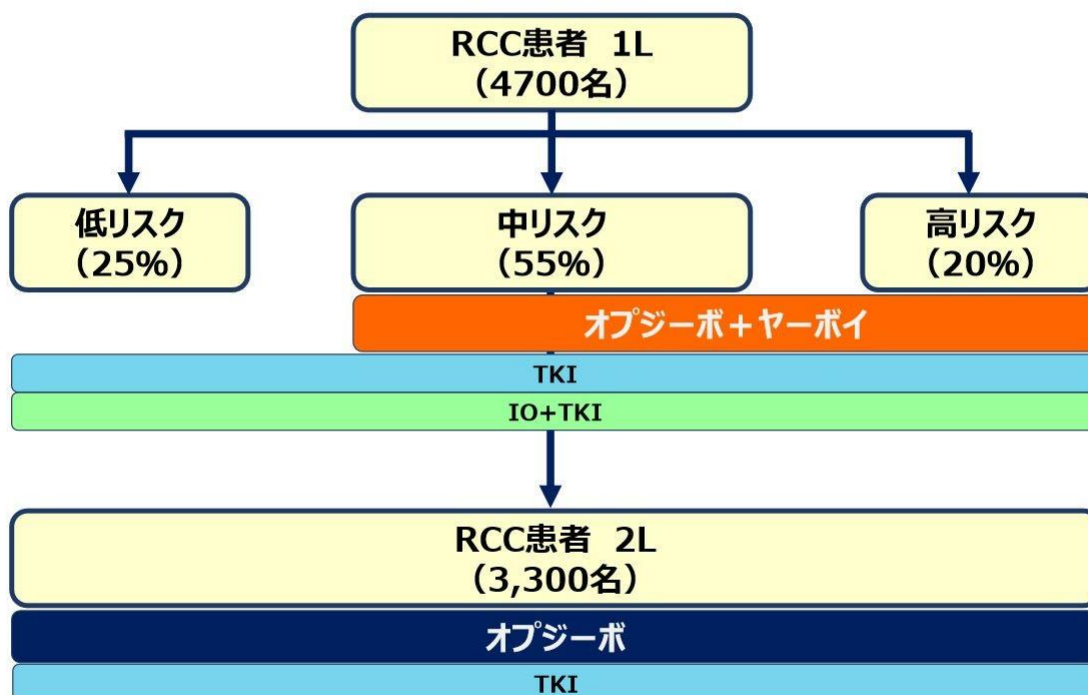 RCC患者 1L
（4700名）
低リスク
（25%）
中リスク
（55%）
高リスク
（20%）
オプジーボ＋ヤーボイ
TKI
IO+TKI
RCC患者 2L
（3,300名）
オプジーボ
TKI